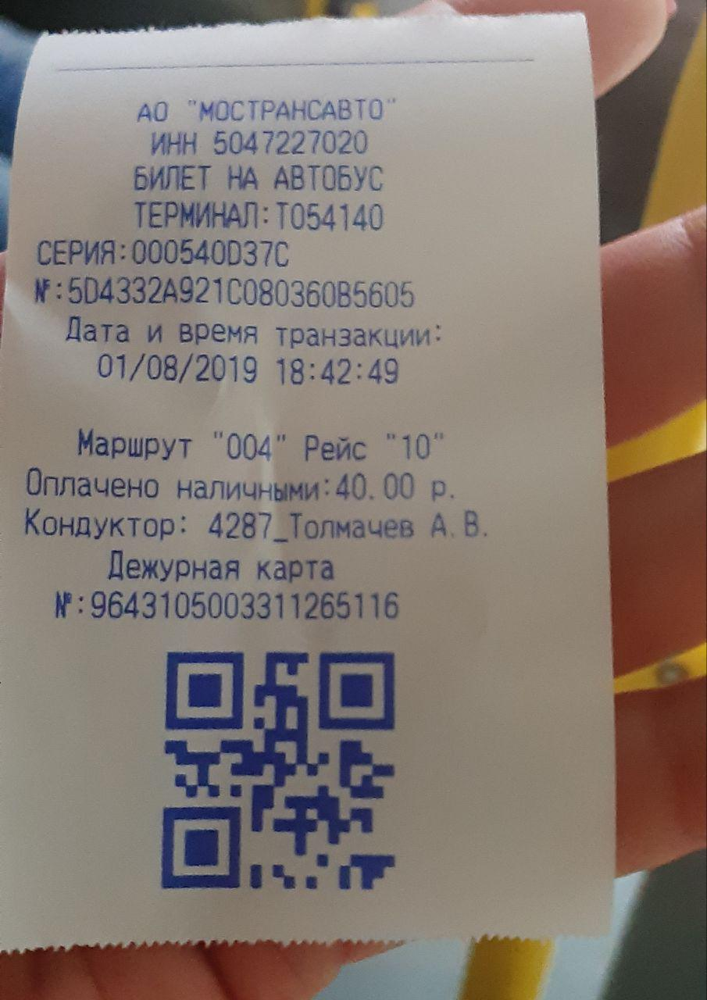 АО "МОСТРАНСАВТО"
ИНН 5047227020
БИЛЕТ НА АВТОБУС
ТЕРМИНАЛ:Т054140
СЕРИЯ:000540D37C
№:5D4332A921C080360B5605
Дата и время транзакции:
01/08/2019 18:42:49
Маршрут "004" Рейс "10"
Оплачено наличными:40.00 р.
Кондуктор: 4287_Толмачев А.В.
Дежурная карта
№:9643105003311265116